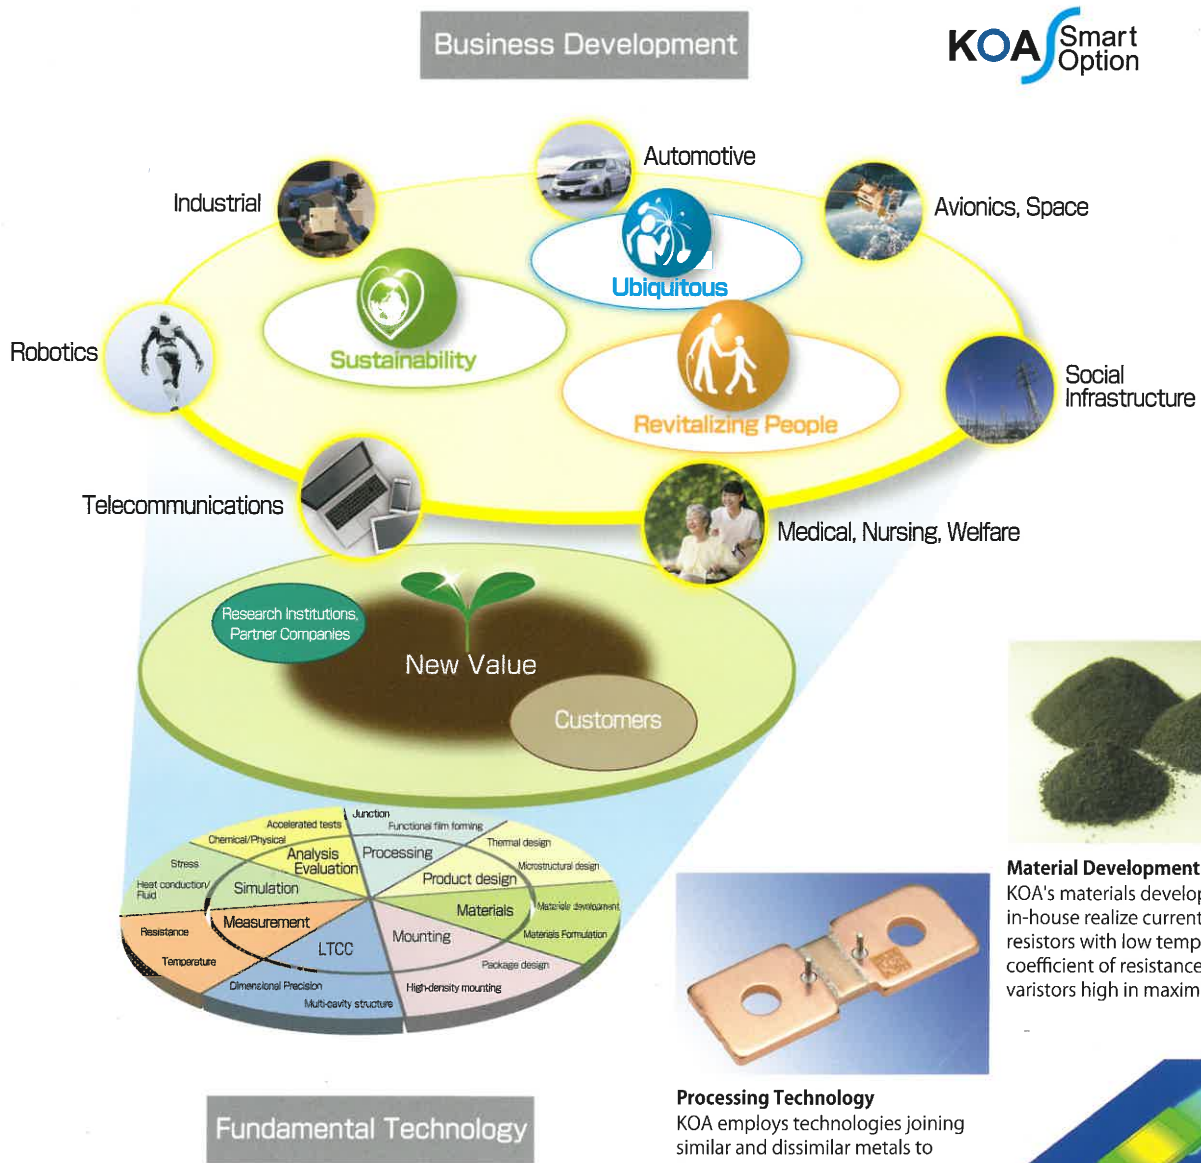 Business Development
KOA Smart
Option
Automotive
Industrial
Avionics, Space
Ubiquitous
Sustainability
Robotics
Revitalizing People
Social
Infrastructure
Telecommunications
Medical, Nursing, Welfare
Research Institutions,
Partner Companies
New Value
Customers
Junction
Functional film forming
Accelerated tests
Chemical/Physical
Thermal design
Analysis
Evaluation
Processing
Microstructural design
Stress
Product design
Heat conduction/
Fluid
Simulation
Materials
Materials development
Measurement
Resistance
Mounting
Materials Formulation
LTCC
Temperature
Package design
Dimensional Precision
High-density mounting
Multi-cavity structure
Fundamental Technology
Material Development
KOA's materials develop
in-house realize current
resistors with low temp
coefficient of resistance
varistors high in maxim
Processing Technology
KOA employs technologies joining
similar and dissimilar metals to